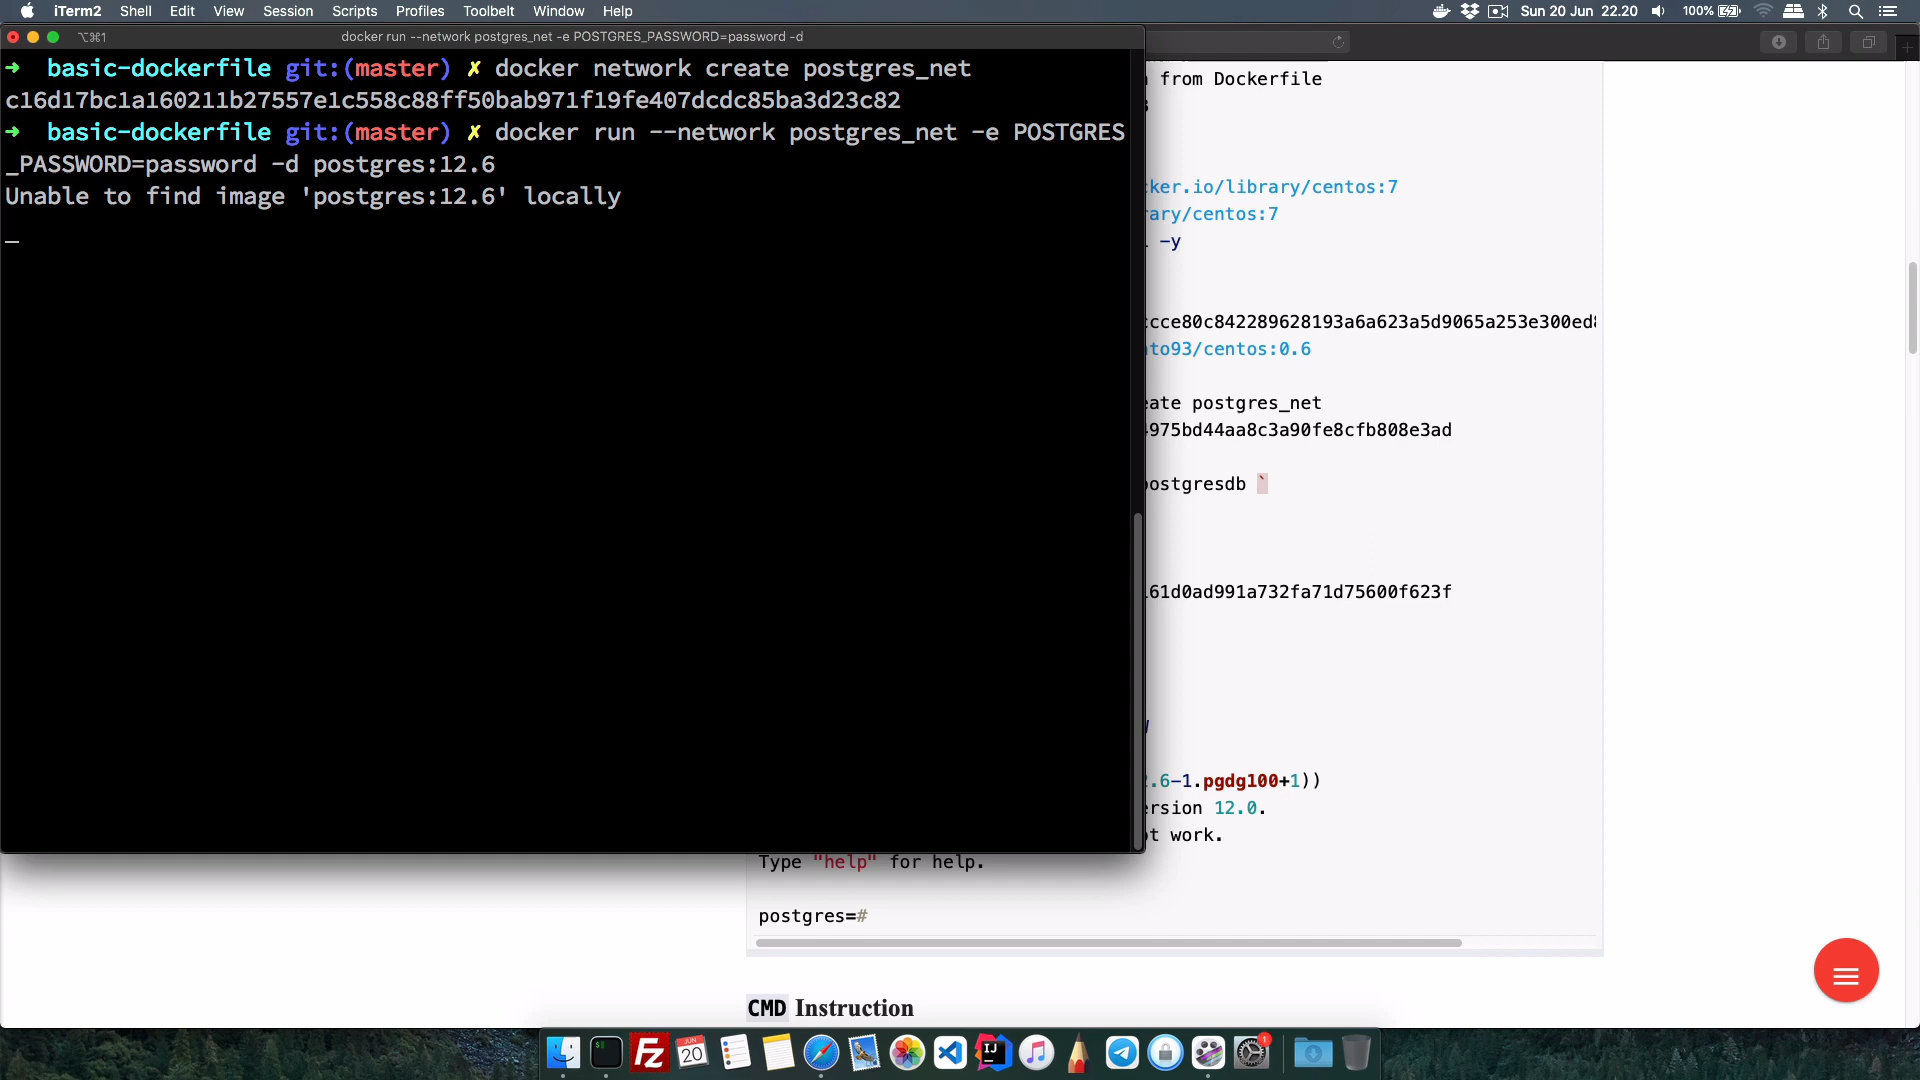 iTerm2 Shell Edit View Session Scripts Profiles Toolbelt Window Help 100% Sun 20 Jun 22.20
⌥⌘1 docker run --network postgres_net -e POSTGRES_PASSWORD=password -d
➜ basic-dockerfile git:(master) ✗ docker network create postgres_net
c16d17bc1a160211b27557e1c558c88ff50bab971f19fe407dcdc85ba3d23c82
➜ basic-dockerfile git:(master) ✗ docker run --network postgres_net -e POSTGRES
_PASSWORD=password -d postgres:12.6
Unable to find image 'postgres:12.6' locally
from Dockerfile
ker.io/library/centos:7
ary/centos:7
-y
cce80c842289628193a6a623a5d9065a253e300ed
to93/centos:0.6
ate postgres_net
975bd44aa8c3a90fe8cfb808e3ad
ostgresdb `
61d0ad991a732fa71d75600f623f
.6-1.pgdg100+1))
ersion 12.0.
t work.
Type "help" for help.
postgres=#
CMD Instruction
JUN
20
1